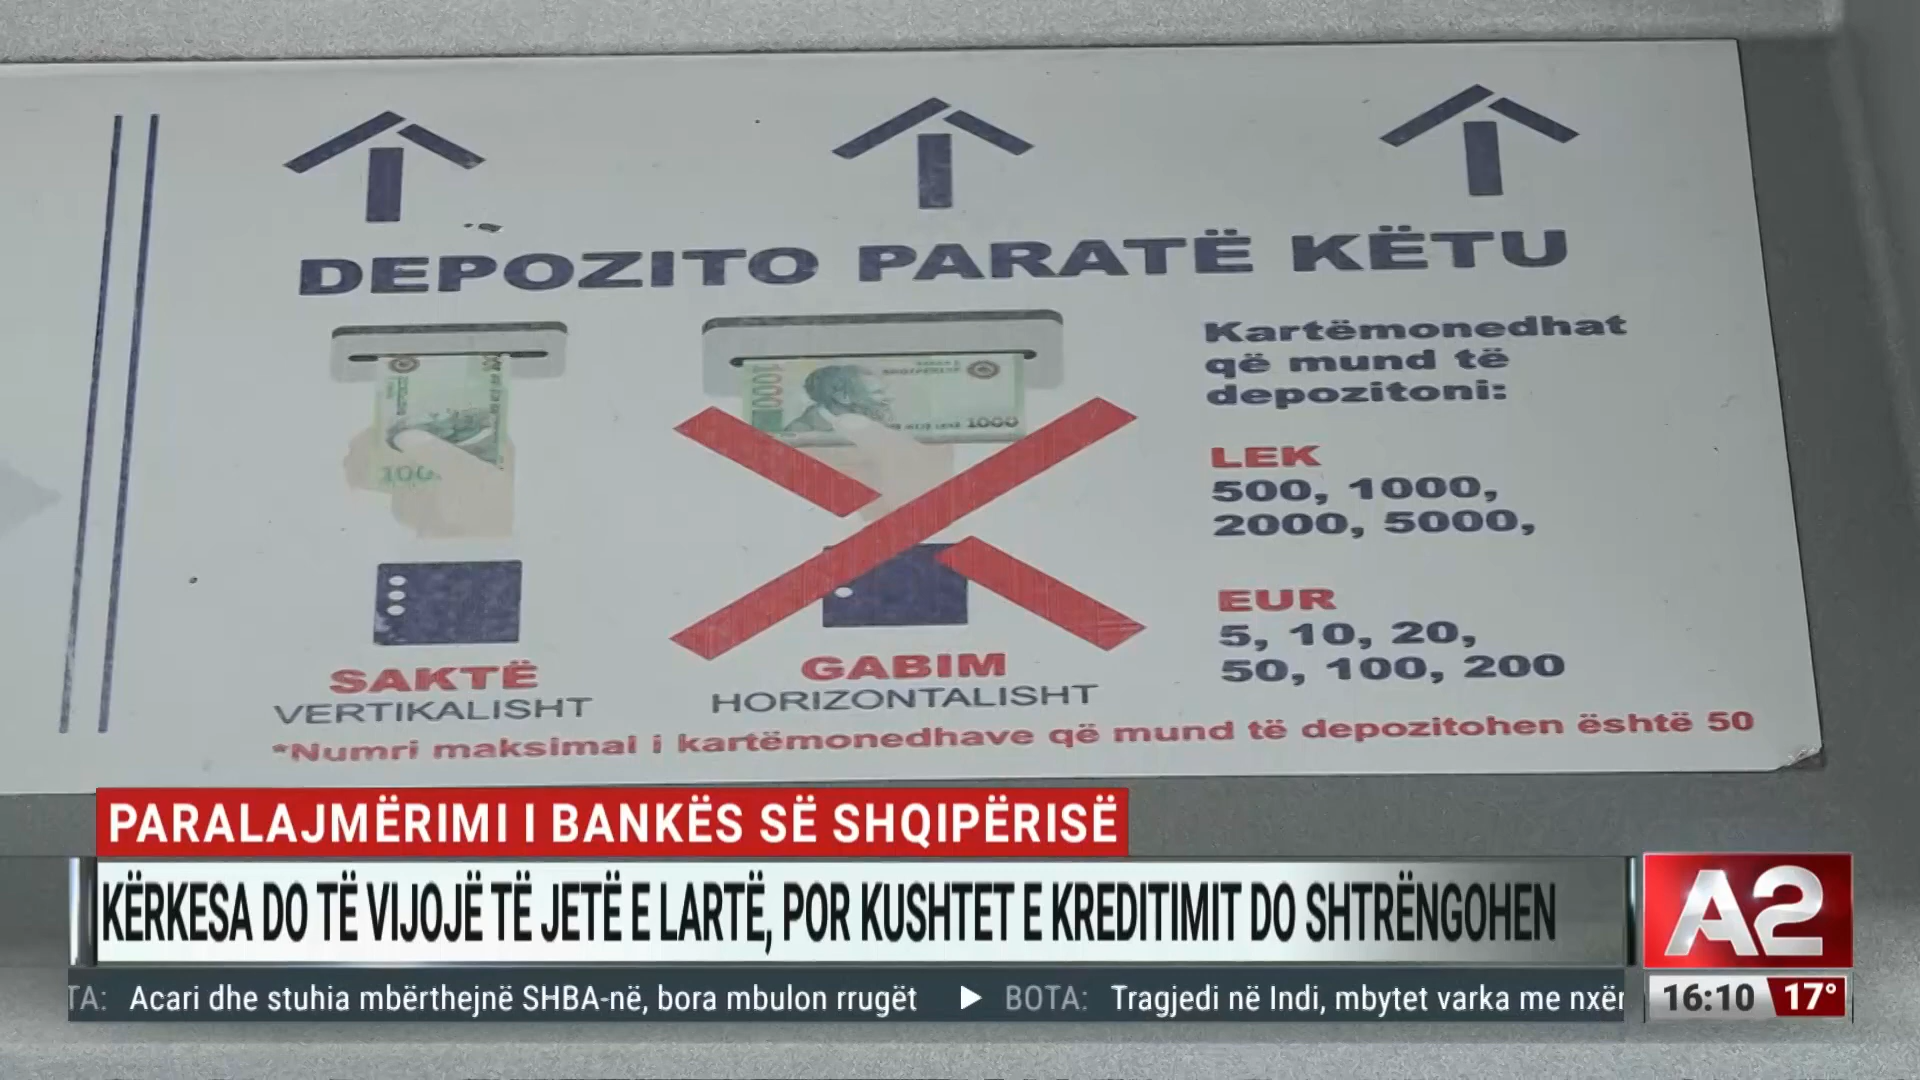 DEPOZITO PARATË KËTU
Kartëmonedhat
që mund të
depozitoni:
LEK
500, 1000,
2000, 5000,
EUR
5, 10, 20,
50, 100, 200
1000
1000
SAKTË
VERTIKALISHT
GABIM
HORIZONTALISHT
*Numri maksimal i kartëmonedhave që mund të depozitohen është 50
PARALAJMËRIMI I BANKËS SË SHQIPËRISË
KËRKESA DO TË VIJOJË TË JETË E LARTË, POR KUSHTET E KREDITIMIT DO SHTRËNGOHEN
A2
TA: Acari dhe stuhia mbërthejnë SHBA-në, bora mbulon rrugët ▶ BOTA: Tragjedi në Indi, mbytet varka me nxër
16:10 17°